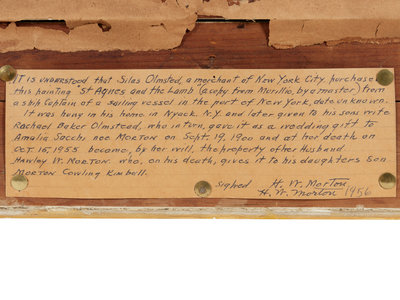 IT IS UNDERSTOOD that Silas Olmsted, a merchant of New York City, purchase
this painting "St Agnes and the Lamb (a copy from Murillo, by a master) from
a ship Captain of a sailing vessel in the port of New York, date unknown.
It was hung in his home in Nyack, N.Y. and later given to his sons wife
Rachael Baker Olmstead, who in turn, gave it as a wedding gift to
Amalia Sacchi nee MORTON on Sept. 19, 1900 and at her death on
OCT. 15, 1955 became, by her will, the property of her Husband
Hawley W. MORTON. who, on his death, gives it to his daughters Son
MORTON Cowling Kimball.
Signed H. W. MORTON
H. W. Morton 1956